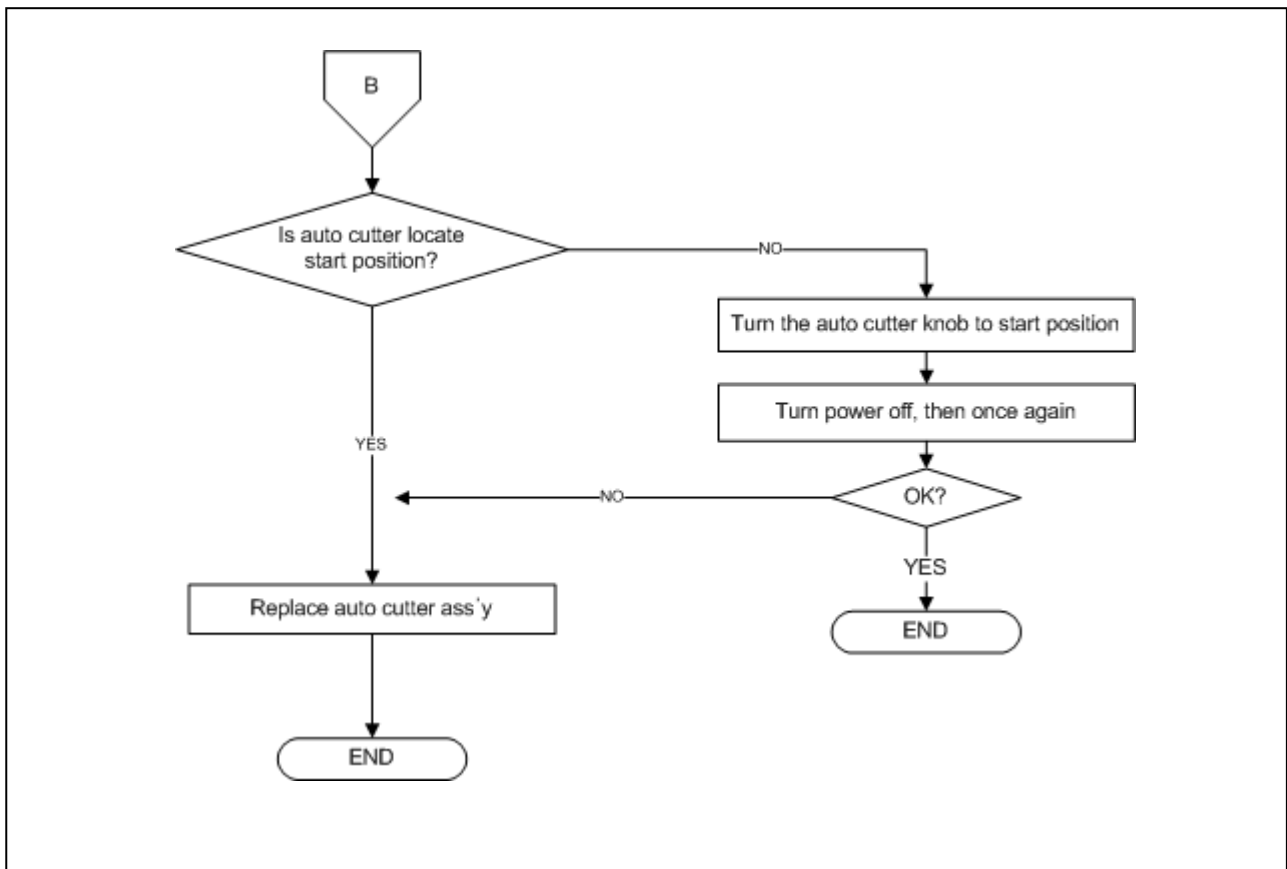 B
Is auto cutter locate
start position?
NO
Turn the auto cutter knob to start position
Turn power off, then once again
YES
NO
OK?
YES
Replace auto cutter ass´y
END
END